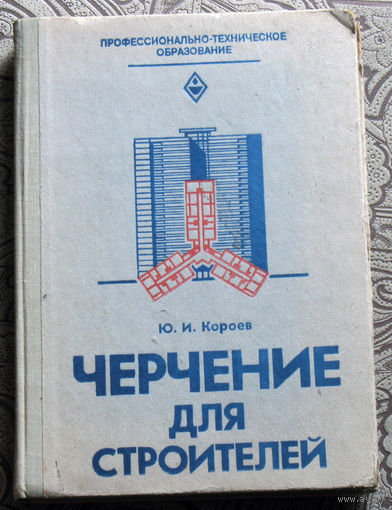 ПРОФЕССИОНАЛЬНО-ТЕХНИЧЕСКОЕ
ОБРАЗОВАНИЕ
Ю. И. Короев
ЧЕРЧЕНИЕ
ДЛЯ
СТРОИТЕЛЕЙ